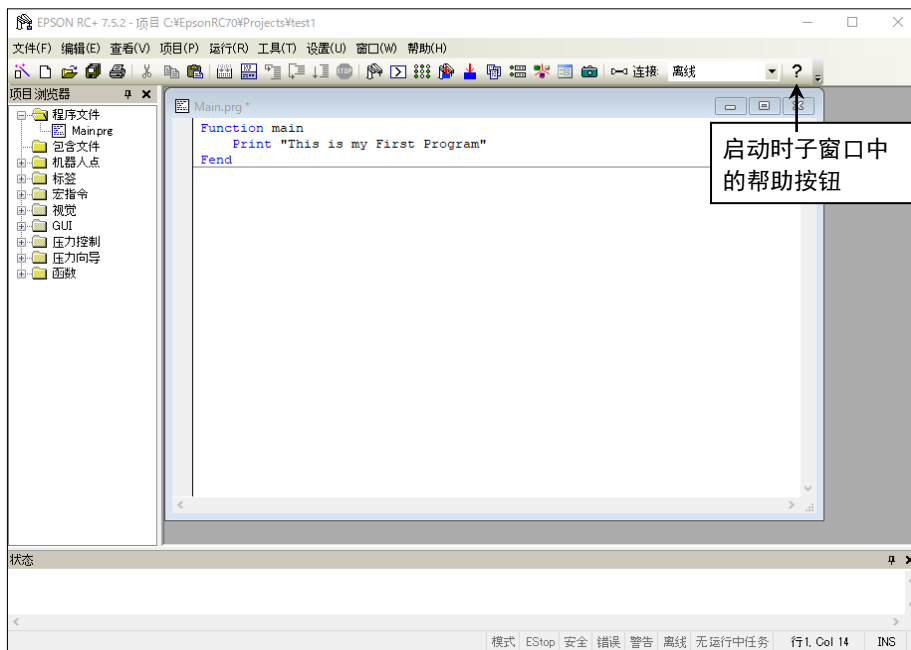 EPSON RC+ 7.5.2 - 项目 C:¥EpsonRC70¥Projects¥test1
文件(F) 编辑(E) 查看(V) 项目(P) 运行(R) 工具(T) 设置(U) 窗口(W) 帮助(H)
连接: 离线 ?
项目浏览器
程序文件
Main.prg
包含文件
机器人点
标签
宏指令
视觉
GUI
压力控制
压力向导
函数
Main.prg *
Function main
Print "This is my First Program"
Fend
启动时子窗口中
的帮助按钮
状态
模式 EStop 安全 错误 警告 离线 无运行中任务 行1, Col 14 INS